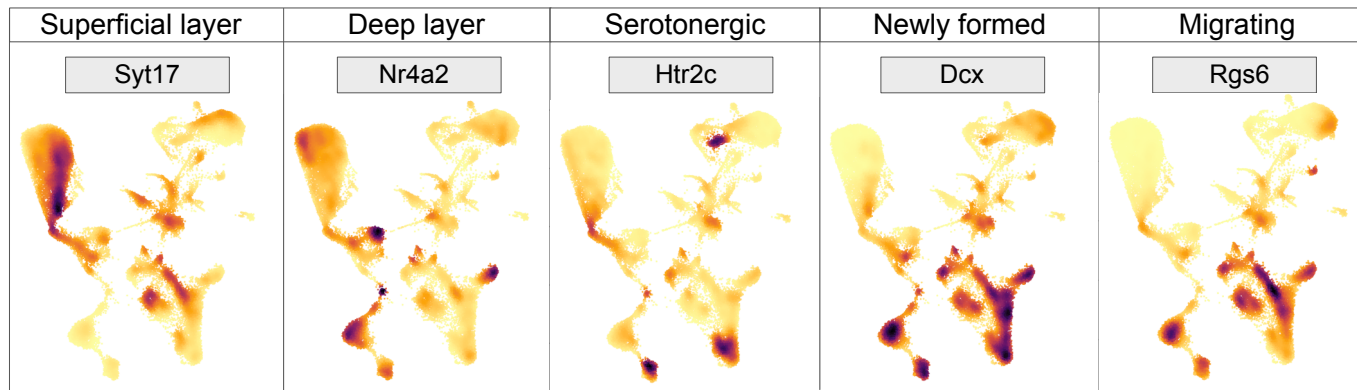 Superficial layer
Deep layer
Serotonergic
Newly formed
Migrating
Syt17
Nr4a2
Htr2c
Dcx
Rgs6